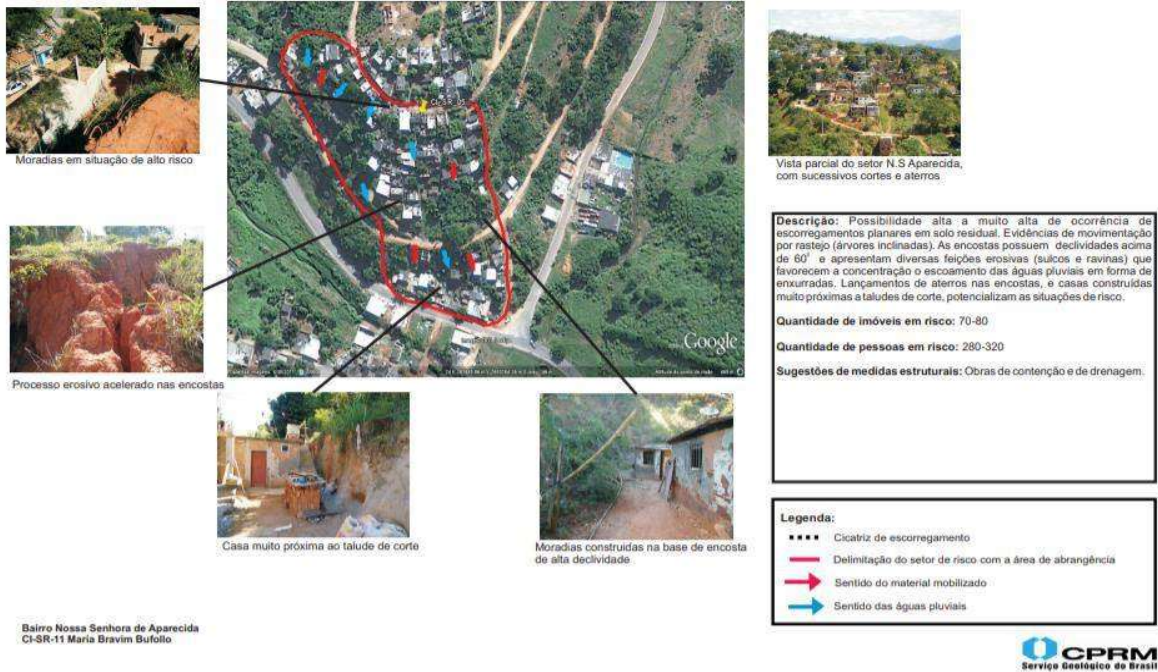 Moradias em situação de alto risco
CI-SR-
Vista parcial do setor N.S Aparecida,
com sucessivos cortes e aterros
Descrição: Possibilidade alta a muito alta de ocorrência de
escorregamentos planares em solo residual. Evidências de movimentação
por rastejo (árvores inclinadas). As encostas possuem declividades acima
de 60° e apresentam diversas feições erosivas (sulcos e ravinas) que
favorecem a concentração o escoamento das águas pluviais em forma de
enxurradas. Lançamentos de aterros nas encostas, e casas construídas
muito próximas a taludes de corte, potencializam as situações de risco.
Quantidade de imóveis em risco: 70-80
Quantidade de pessoas em risco: 280-320
Sugestões de medidas estruturais: Obras de contenção e de drenagem.
Google
Processo erosivo acelerado nas encostas
Casa muito próxima ao talude de corte
Moradias construidas na base de encosta
de alta declividade
Legenda:
Cicatriz de escorregamento
Delimitação do setor de risco com a área de abrangência
Sentido do material mobilizado
Sentido das águas pluviais
Bairro Nossa Senhora de Aparecida
CI-SR-11 Maria Bravim Bufollo
CPRM
Serviço Geológico do Brasil